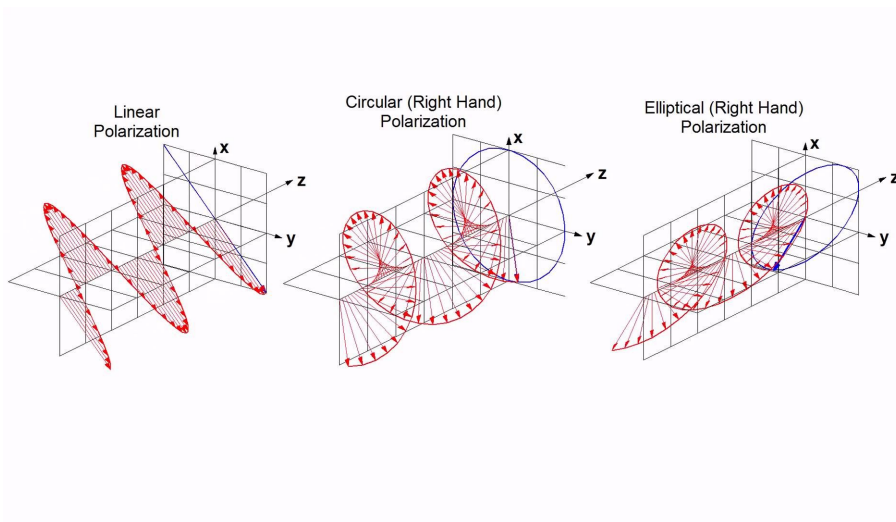 Linear
Polarization
x
z
y
Circular (Right Hand)
Polarization
x
z
y
Elliptical (Right Hand)
Polarization
x
z
y